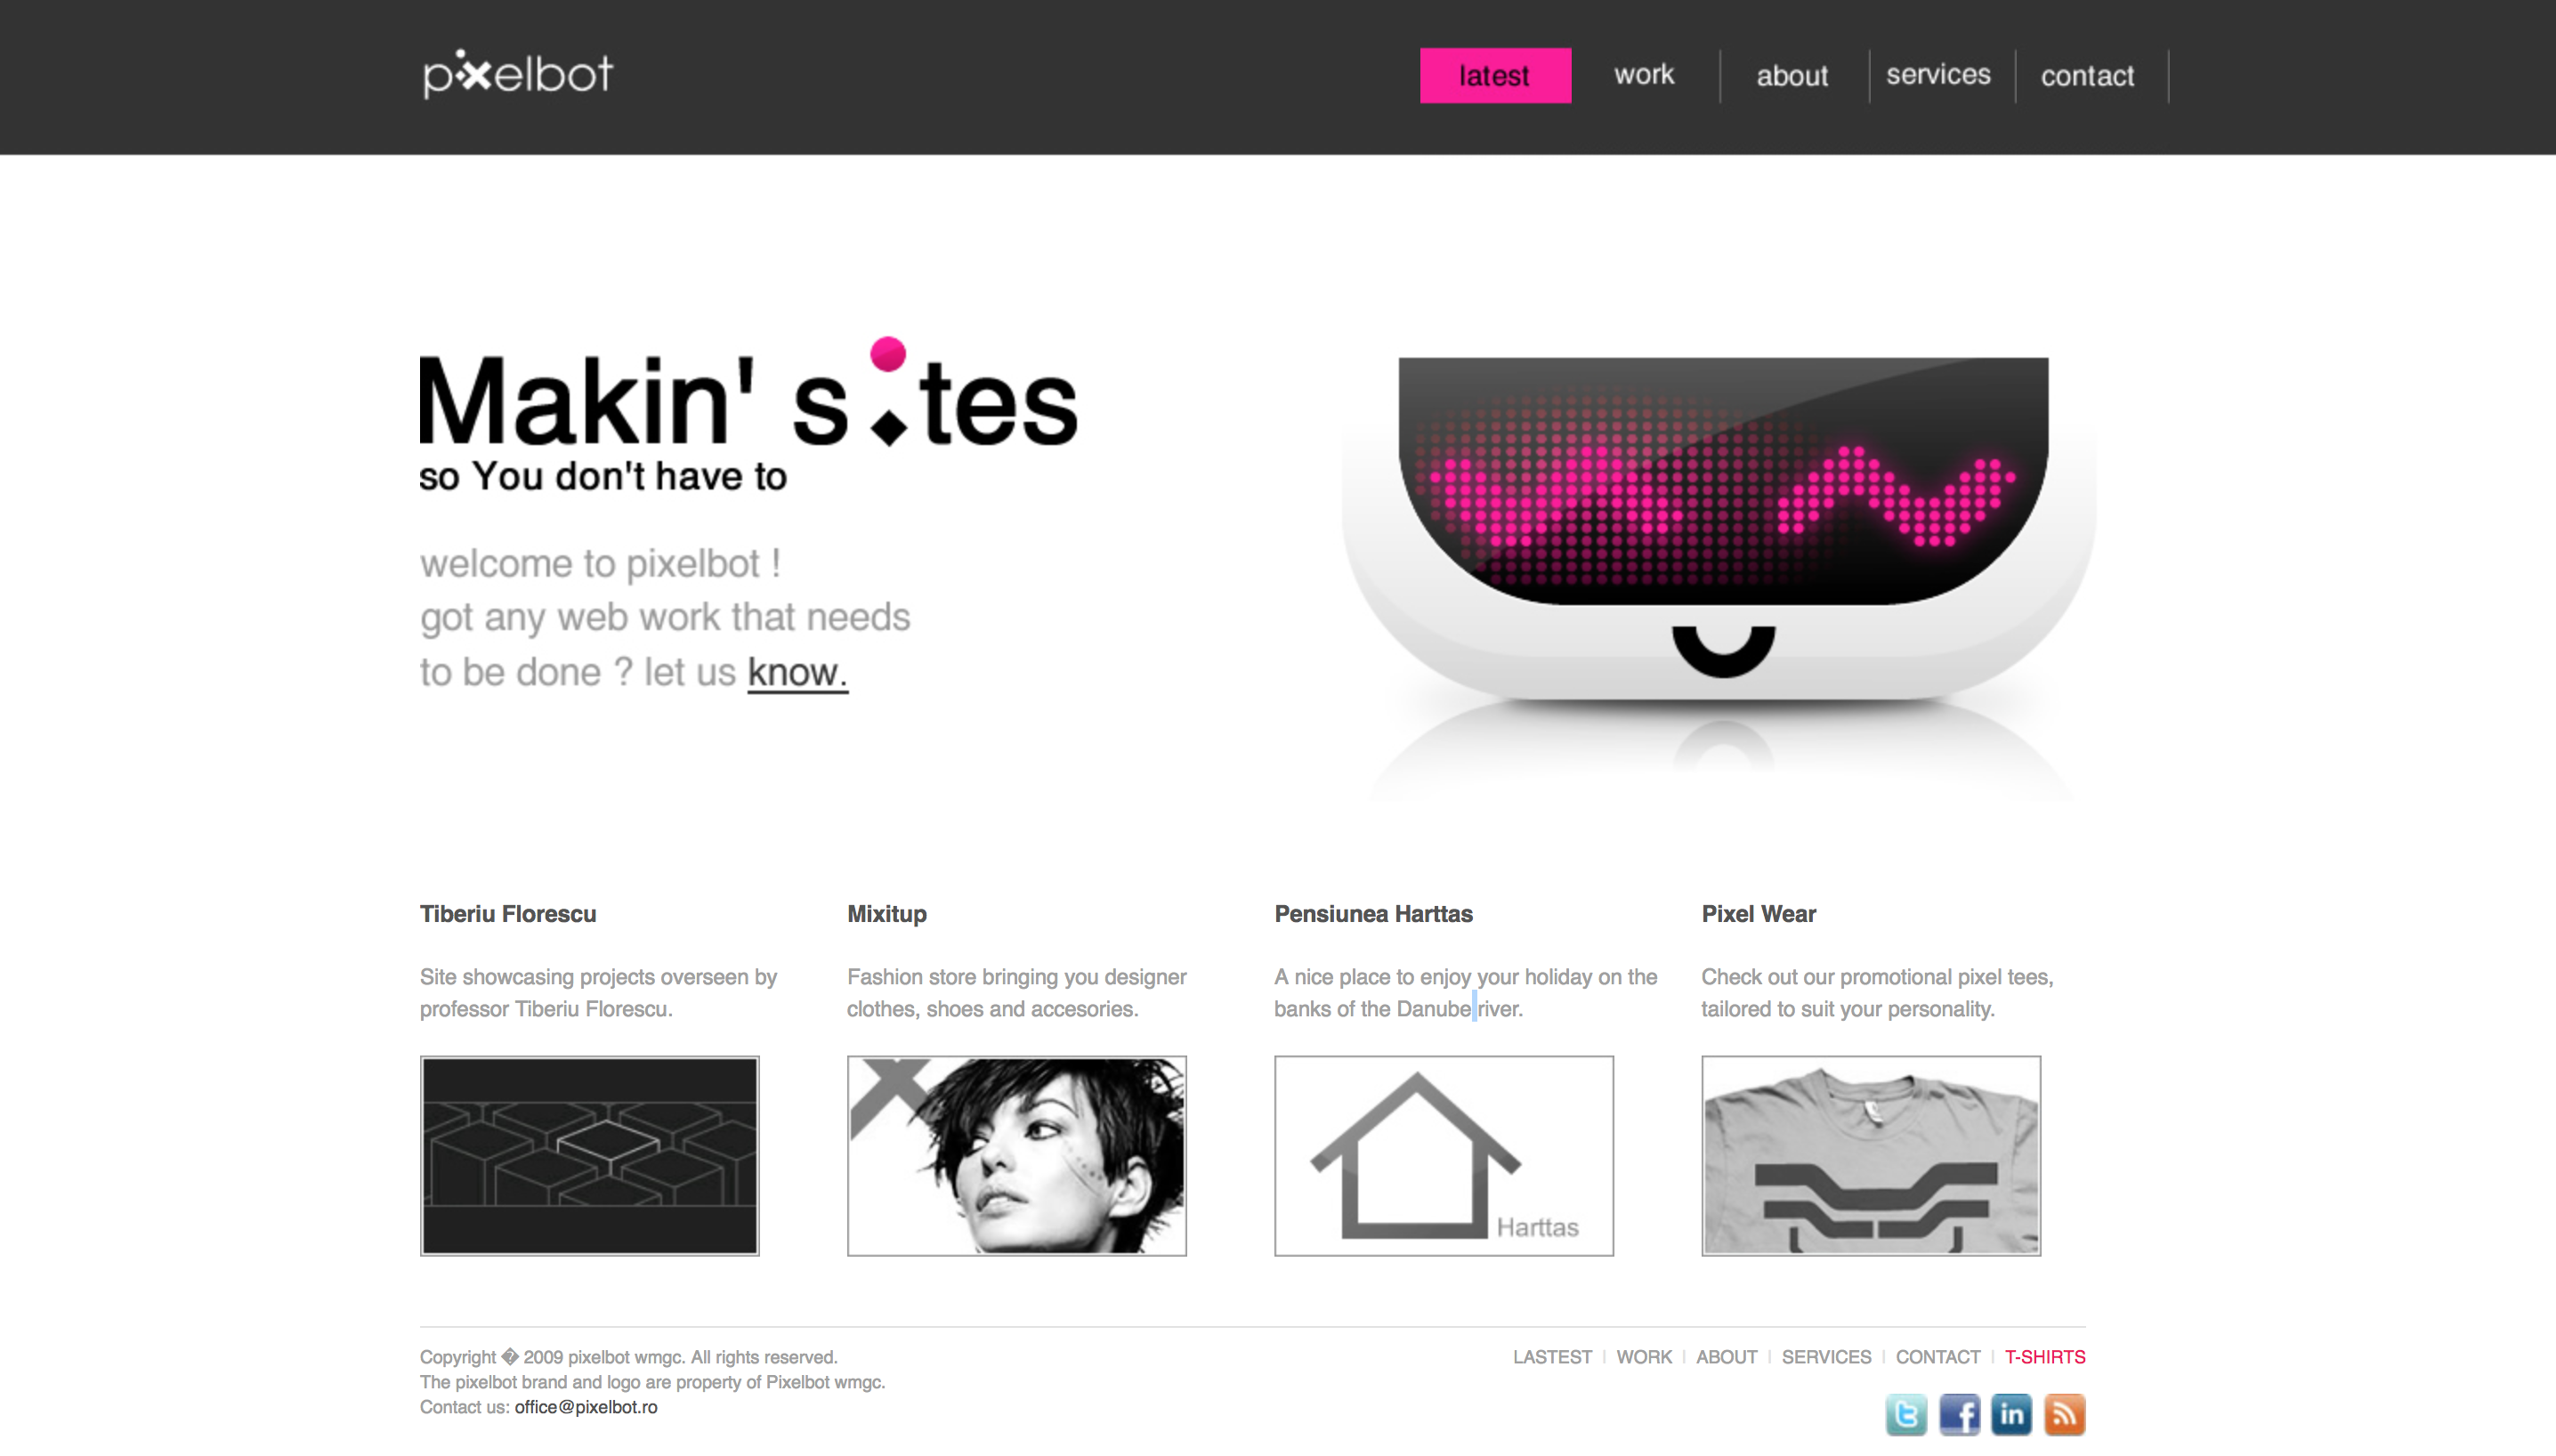 pixelbot
latest
work
about
services
contact
Makin' sites
so You don't have to
welcome to pixelbot !
got any web work that needs
to be done ? let us know.
Tiberiu Florescu
Site showcasing projects overseen by
professor Tiberiu Florescu.
Mixitup
Fashion store bringing you designer
clothes, shoes and accesories.
Pensiunea Harttas
A nice place to enjoy your holiday on the
banks of the Danube river.
Harttas
Pixel Wear
Check out our promotional pixel tees,
tailored to suit your personality.
Copyright � 2009 pixelbot wmgc. All rights reserved.
The pixelbot brand and logo are property of Pixelbot wmgc.
Contact us: office@pixelbot.ro
LASTEST | WORK | ABOUT | SERVICES | CONTACT | T-SHIRTS
t f in